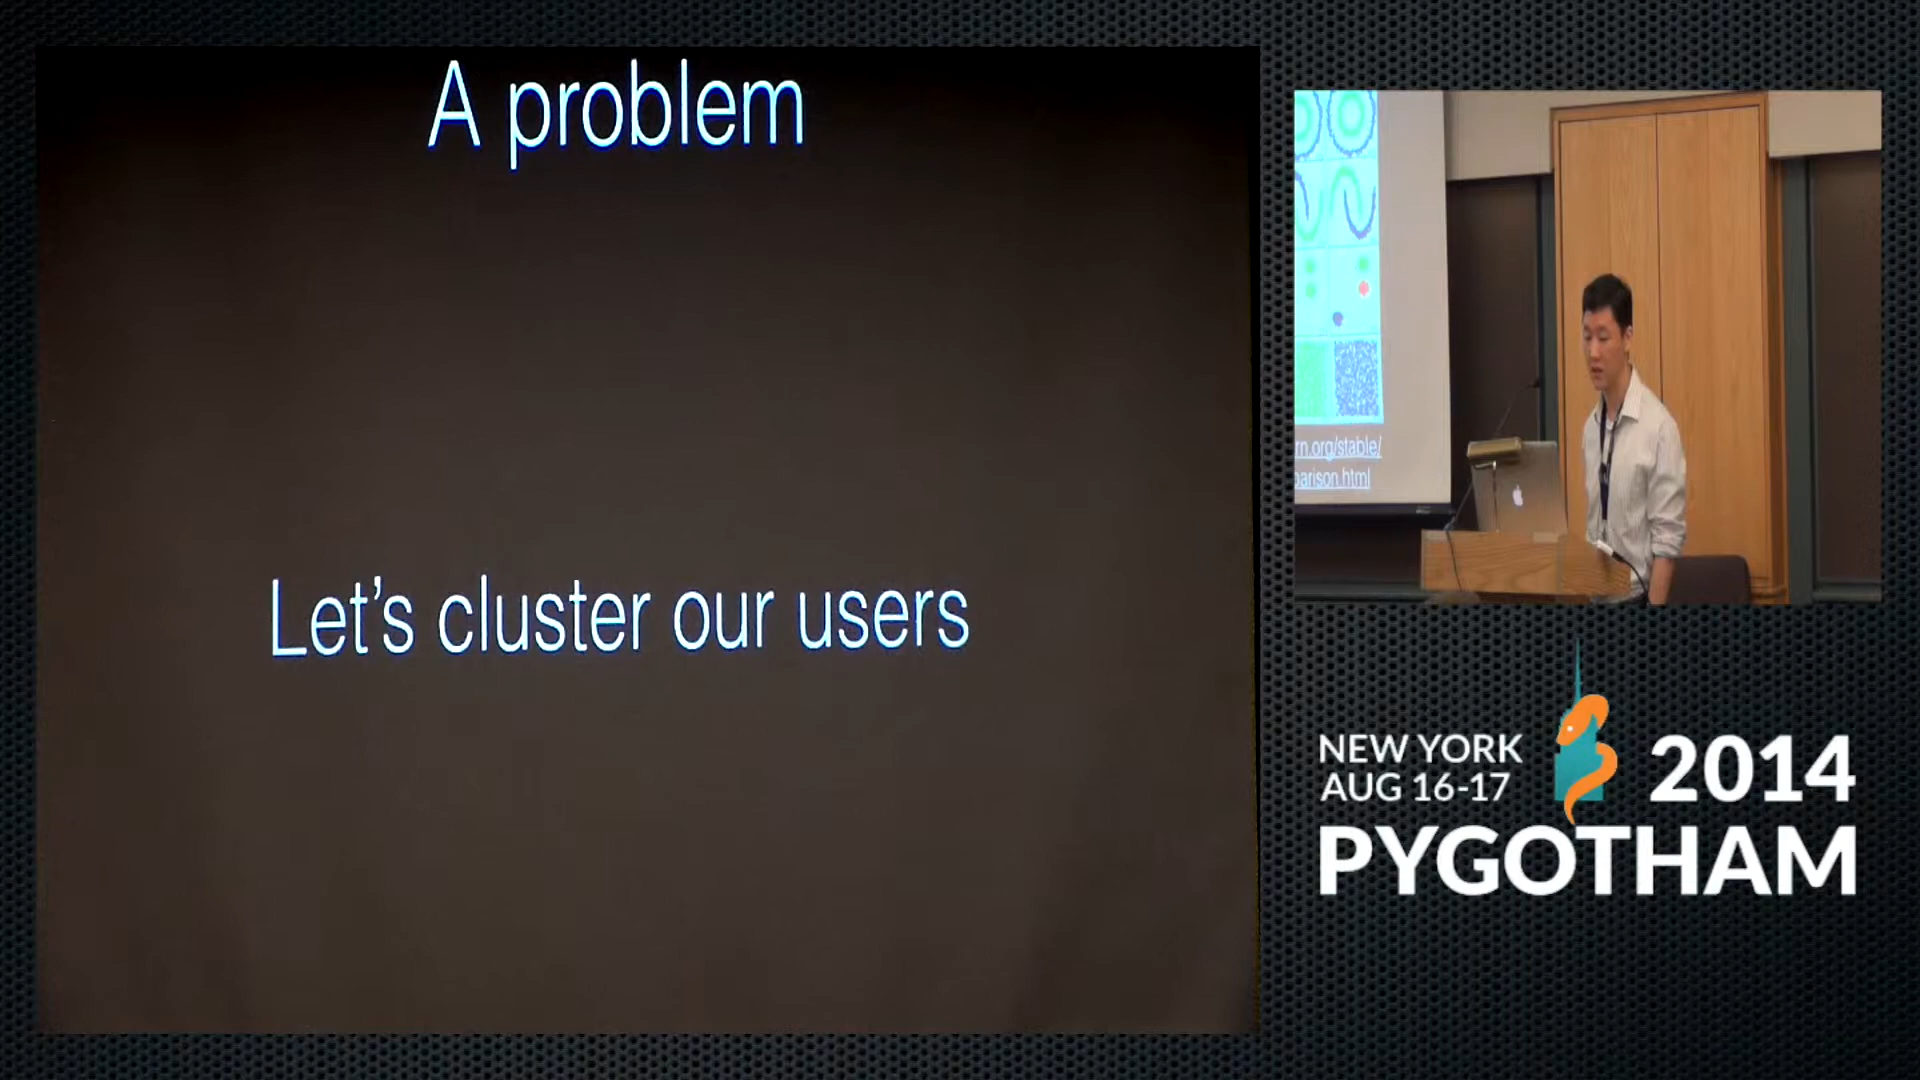 A problem
Let's cluster our users
rn.org/stable/
parison.html
NEW YORK
AUG 16-17
2014
PYGOTHAM